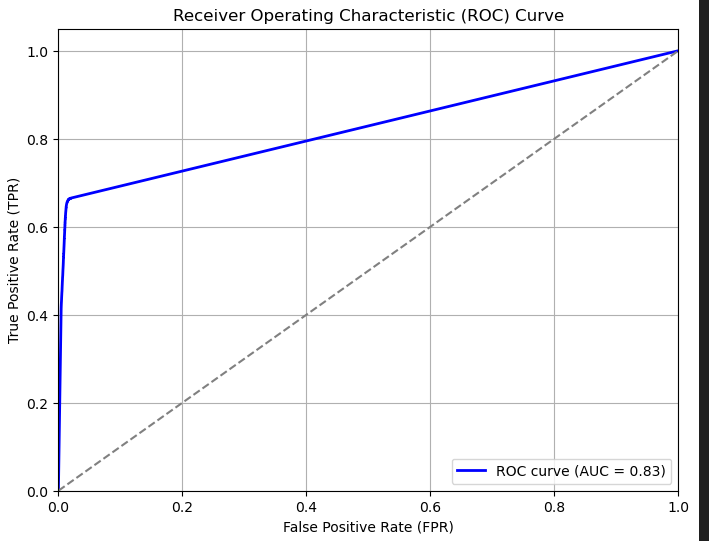 Receiver Operating Characteristic (ROC) Curve
1.0
0.8
0.6
0.4
0.2
0.0
True Positive Rate (TPR)
ROC curve (AUC = 0.83)
0.0 0.2 0.4 0.6 0.8 1.0
False Positive Rate (FPR)